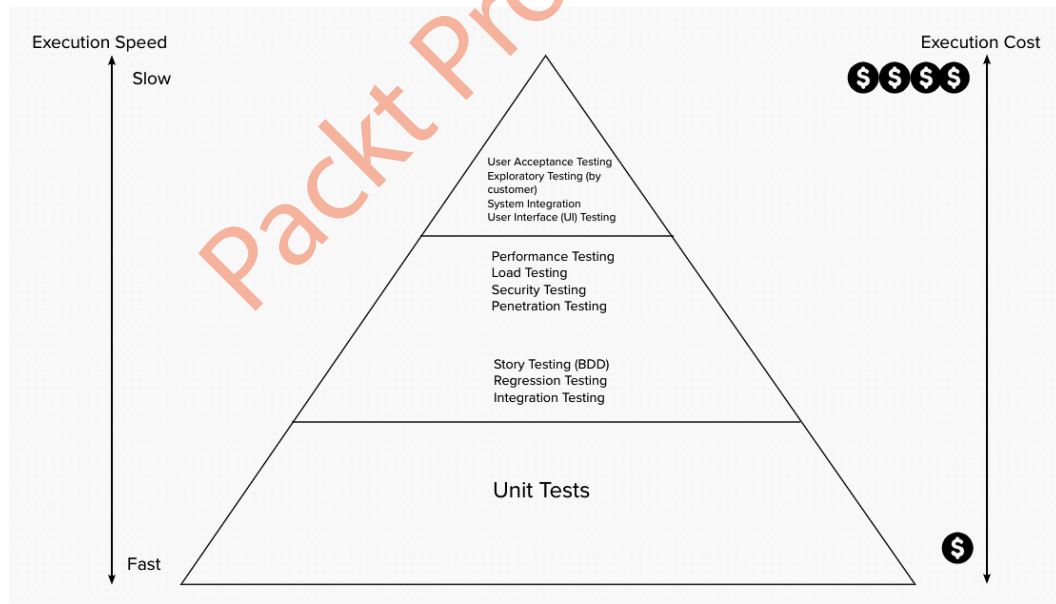 Execution Speed
Execution Cost
Slow
$ $ $ $
User Acceptance Testing
Exploratory Testing (by
customer)
System Integration
User Interface (UI) Testing
Performance Testing
Load Testing
Security Testing
Penetration Testing
Story Testing (BDD)
Regression Testing
Integration Testing
Unit Tests
Fast
$
Packt